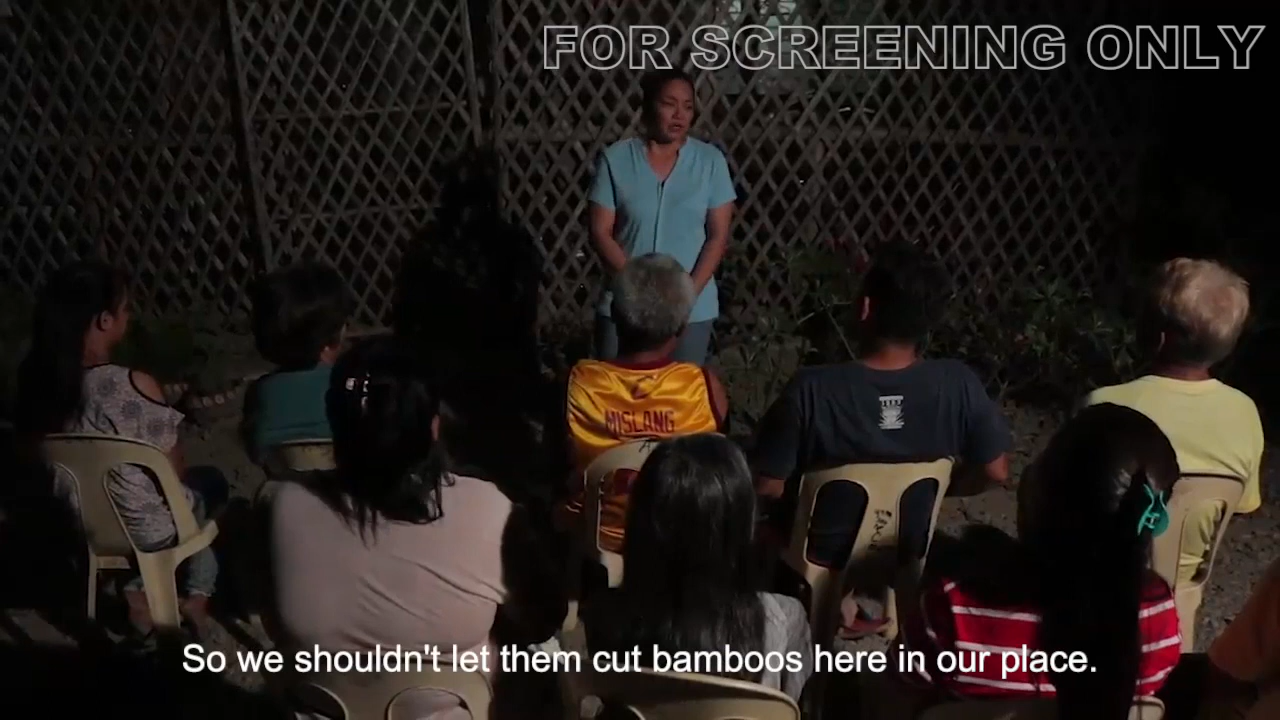 FOR SCREENING ONLY
MISLANG
So we shouldn't let them cut bamboos here in our place.